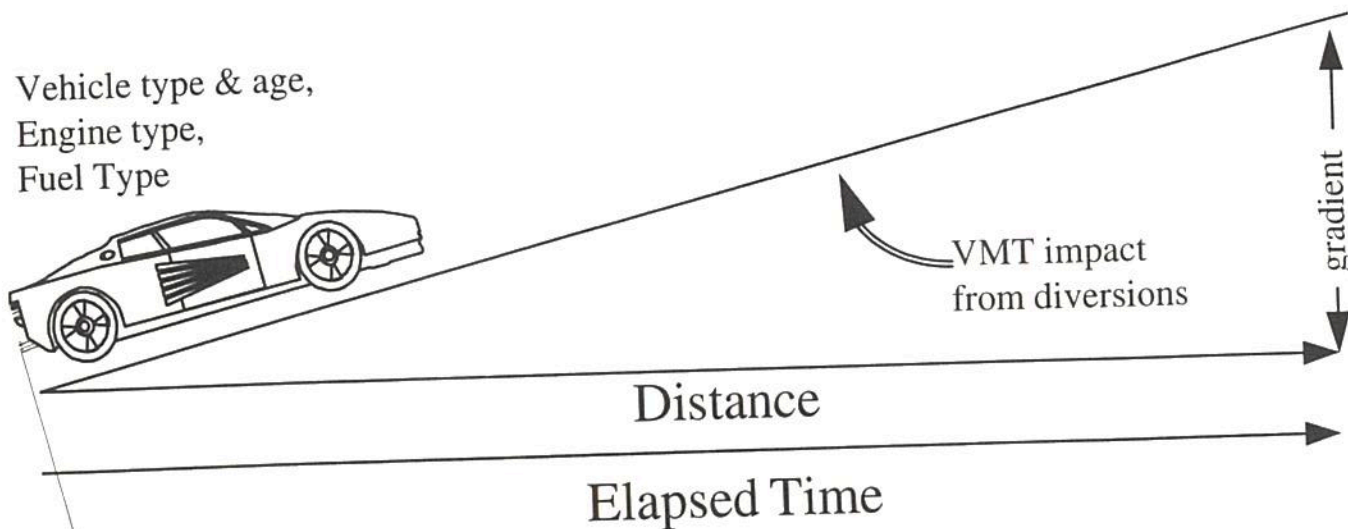 Vehicle type & age,
Engine type,
Fuel Type
VMT impact
from diversions
gradient
Distance
Elapsed Time